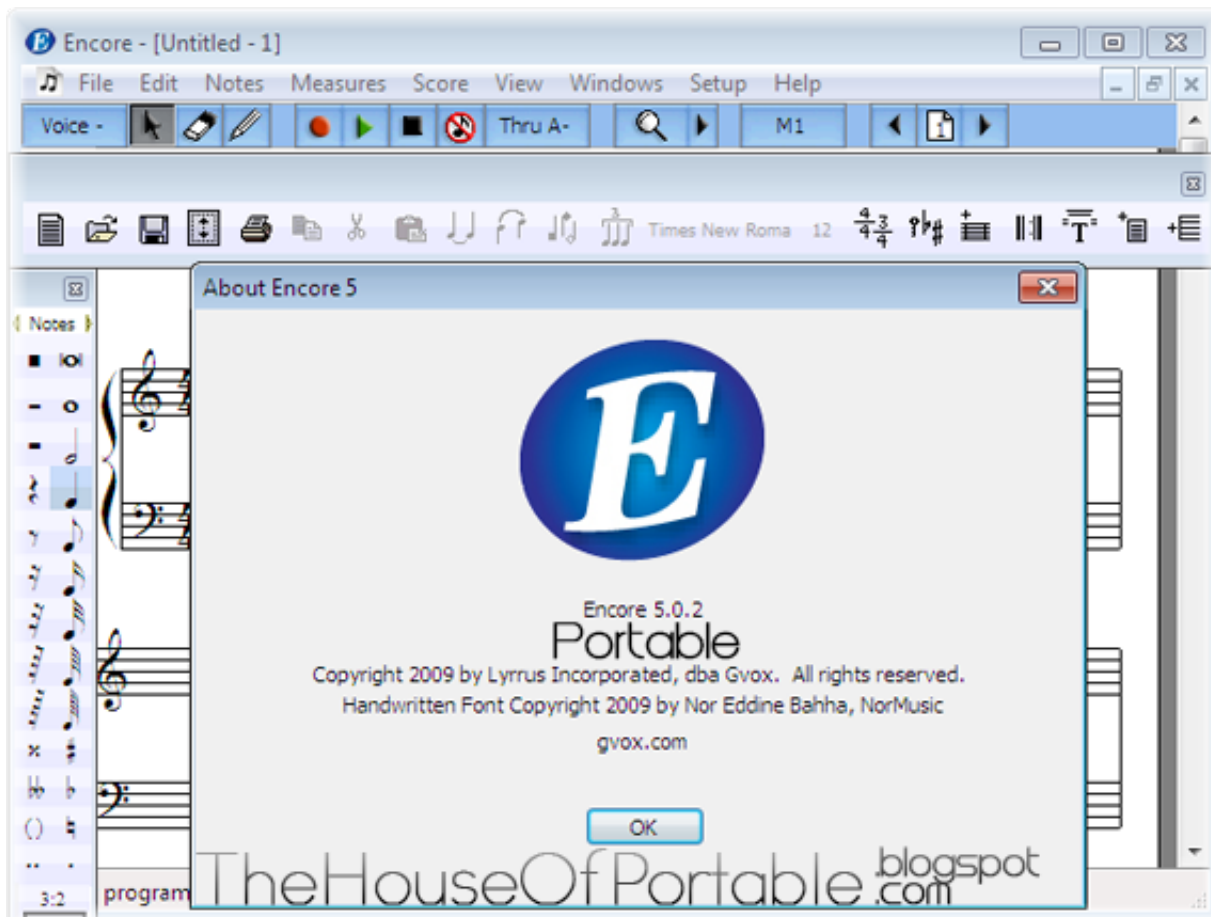 Encore - [Untitled - 1]
File Edit Notes Measures Score View Windows Setup Help
Voice - Thru A- M1 1
Times New Roma 12
About Encore 5
Notes
E
Encore 5.0.2
Portable
Copyright 2009 by Lyrrus Incorporated, dba Gvox. All rights reserved.
Handwritten Font Copyright 2009 by Nor Eddine Bahha, NorMusic
gvox.com
OK
TheHouseOfPortable.blogspot.com
3:2 program